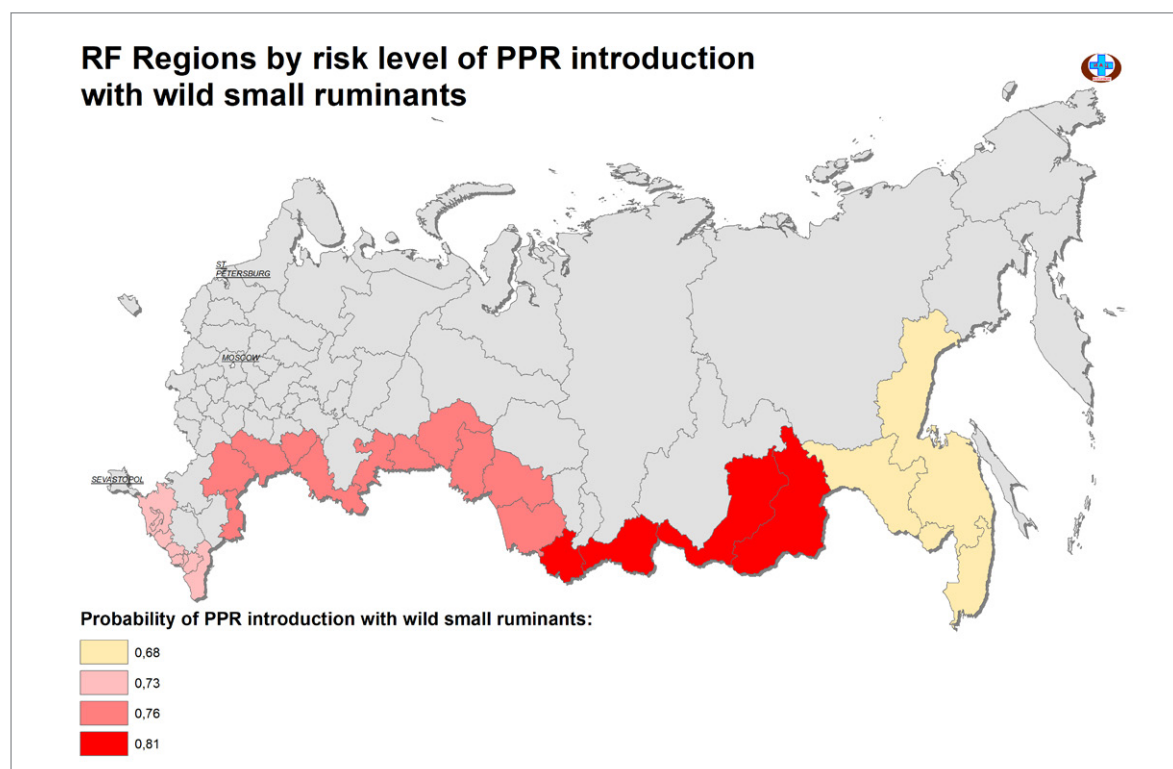 RF Regions by risk level of PPR introduction
with wild small ruminants
ST.
PETERSBURG
MOSCOW
SEVASTOPOL
Probability of PPR introduction with wild small ruminants:
0,68
0,73
0,76
0,81